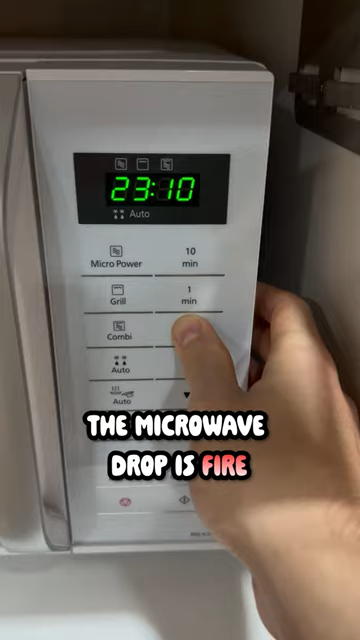 23:10
Auto
Micro Power
10
min
Grill
1
min
Combi
Auto
Auto
THE MICROWAVE
DROP IS FIRE